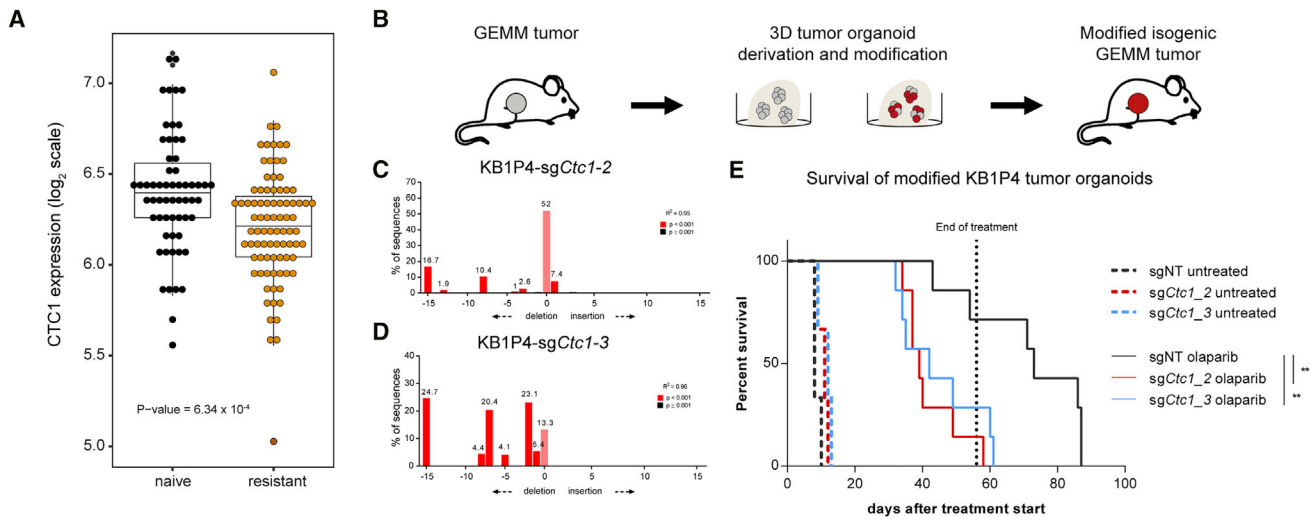 A
CTC1 expression (log2 scale)
7.0
6.5
6.0
5.5
5.0
P-value = 6.34 x 10-4
naive
resistant
B
GEMM tumor
3D tumor organoid
derivation and modification
Modified isogenic
GEMM tumor
C
KB1P4-sgCtc1-2
% of sequences
70
60
50
40
30
20
10
0
16.7
1.9
10.4
1
2.6
52
7.4
R2 = 0.95
p < 0.001
p ≥ 0.001
-15
-10
-5
0
5
10
15
deletion insertion
D
KB1P4-sgCtc1-3
% of sequences
40
30
20
10
0
24.7
4.4
20.4
4.1
23.1
5.4
13.3
R2 = 0.96
p < 0.001
p ≥ 0.001
-15
-10
-5
0
5
10
15
deletion insertion
E
Survival of modified KB1P4 tumor organoids
End of treatment
Percent survival
100
50
0
0
20
40
60
80
100
days after treatment start
sgNT untreated
sgCtc1_2 untreated
sgCtc1_3 untreated
sgNT olaparib
sgCtc1_2 olaparib
sgCtc1_3 olaparib
**
**